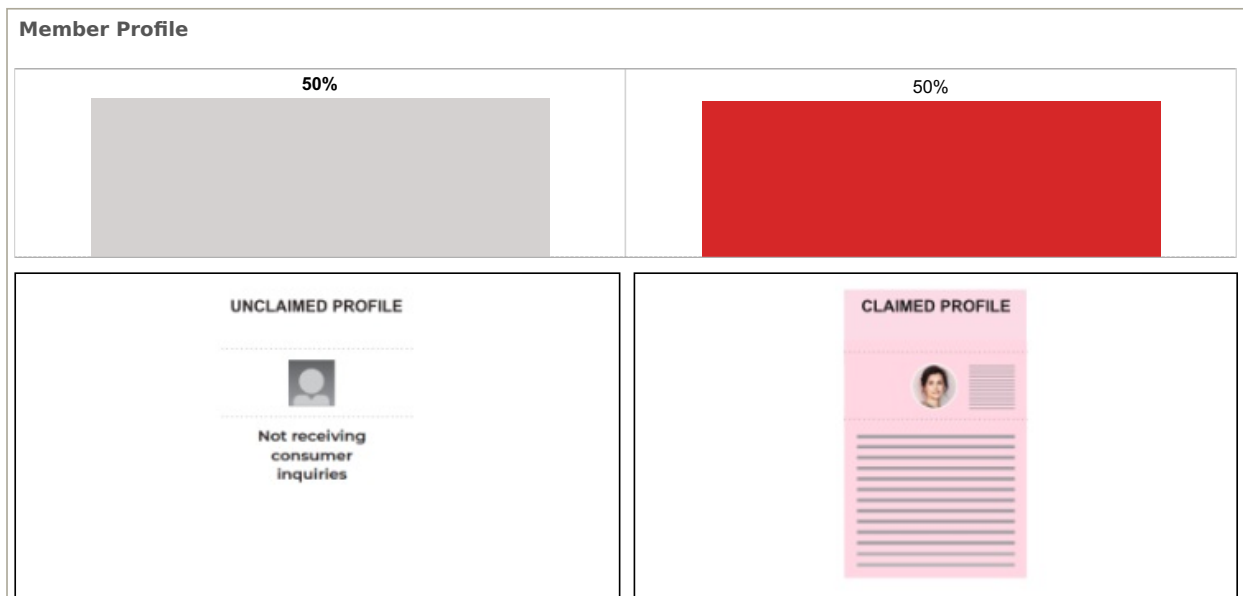 Member Profile
50%
50%
UNCLAIMED PROFILE
Not receiving
consumer
inquiries
CLAIMED PROFILE